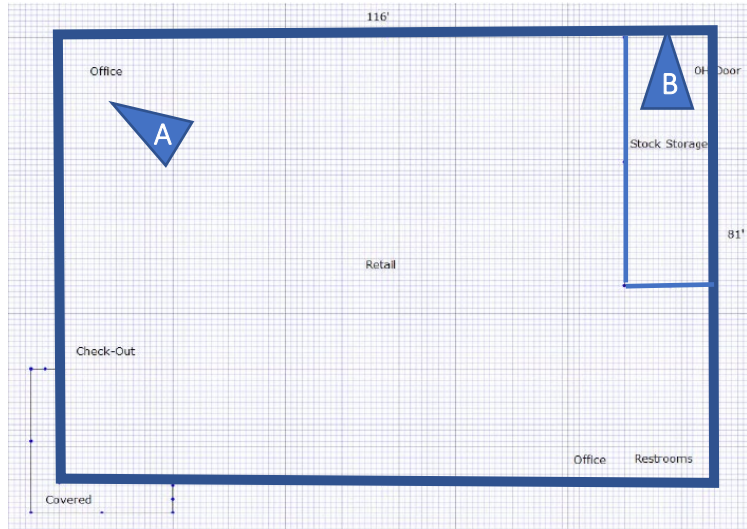 116'
Office
B
OH Door
A
Stock Storage
81'
Retail
Check-Out
Office
Restrooms
Covered